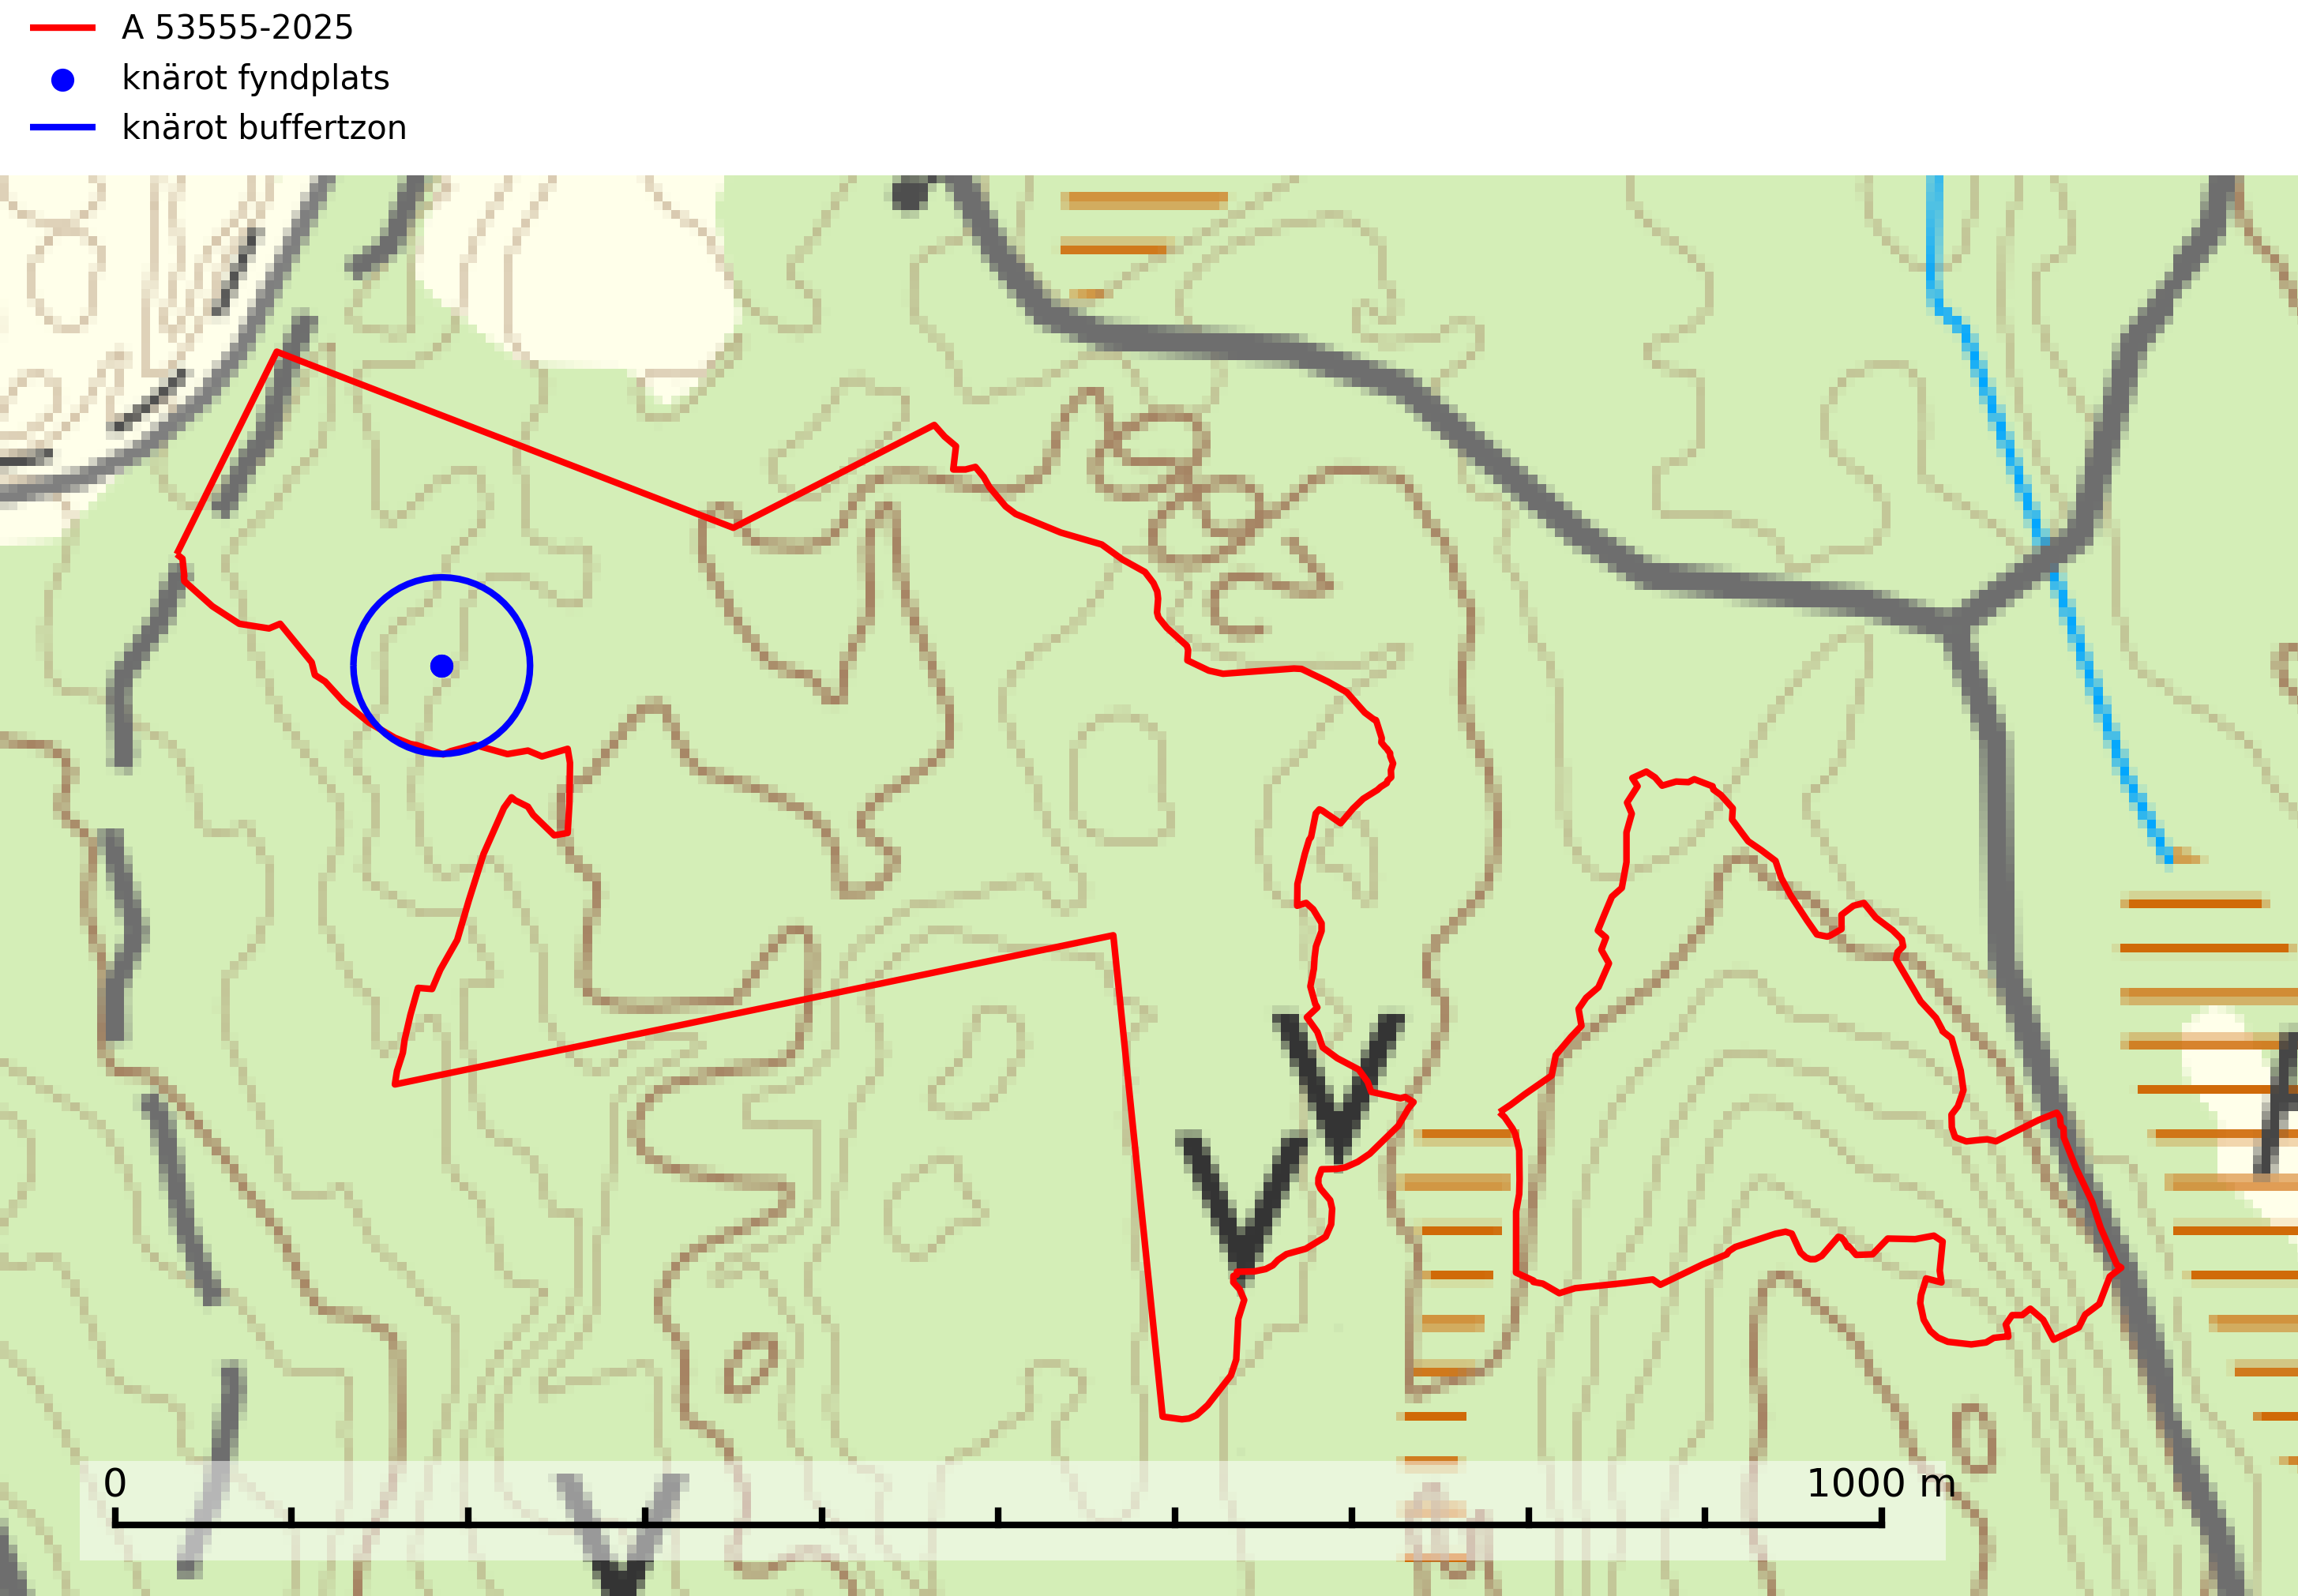 A 53555-2025
knärot fyndplats
knärot buffertzon
V
V
0
1000 m
V